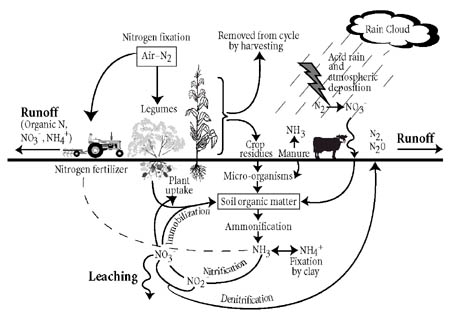 Nitrogen fixation
Air–N2
Removed from cycle
by harvesting
Rain Cloud
Acid rain
and
atmospheric
deposition
N2
NO3-
Runoff
(Organic N,
NO3-, NH4+)
Legumes
NH3
Crop
residues
Manure
N2,
N2O
Runoff
Nitrogen fertilizer
Plant
uptake
Micro-organisms
Immobilization
Soil organic matter
Ammonification
NO3-
NH3
NH4+
Fixation
by clay
Leaching
NO2-
Nitrification
Denitrification